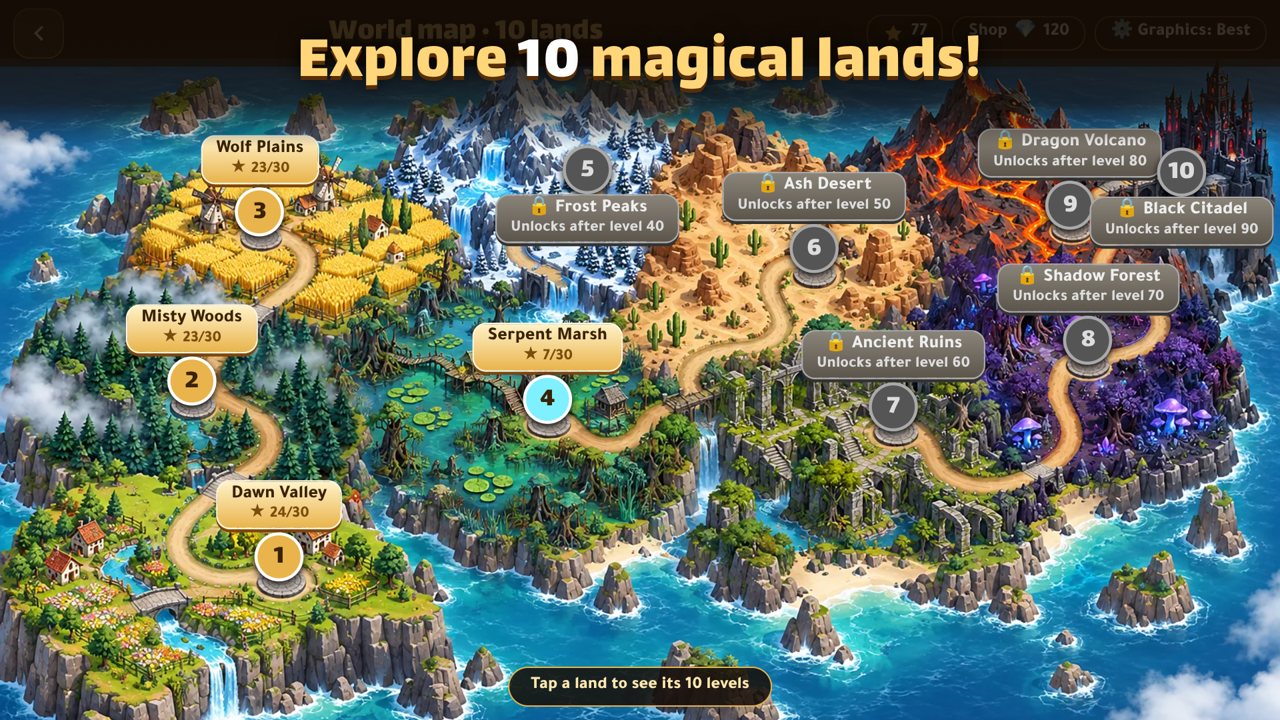 World map · 10 lands
★ 77
Shop 💎 120
Graphics: Best
Explore 10 magical lands!
Wolf Plains
★ 23/30
3
5
Frost Peaks
Unlocks after level 40
Ash Desert
Unlocks after level 50
6
Dragon Volcano
Unlocks after level 80
9
10
Black Citadel
Unlocks after level 90
Misty Woods
★ 23/30
2
Serpent Marsh
★ 7/30
4
Ancient Ruins
Unlocks after level 60
7
Shadow Forest
Unlocks after level 70
8
Dawn Valley
★ 24/30
1
Tap a land to see its 10 levels